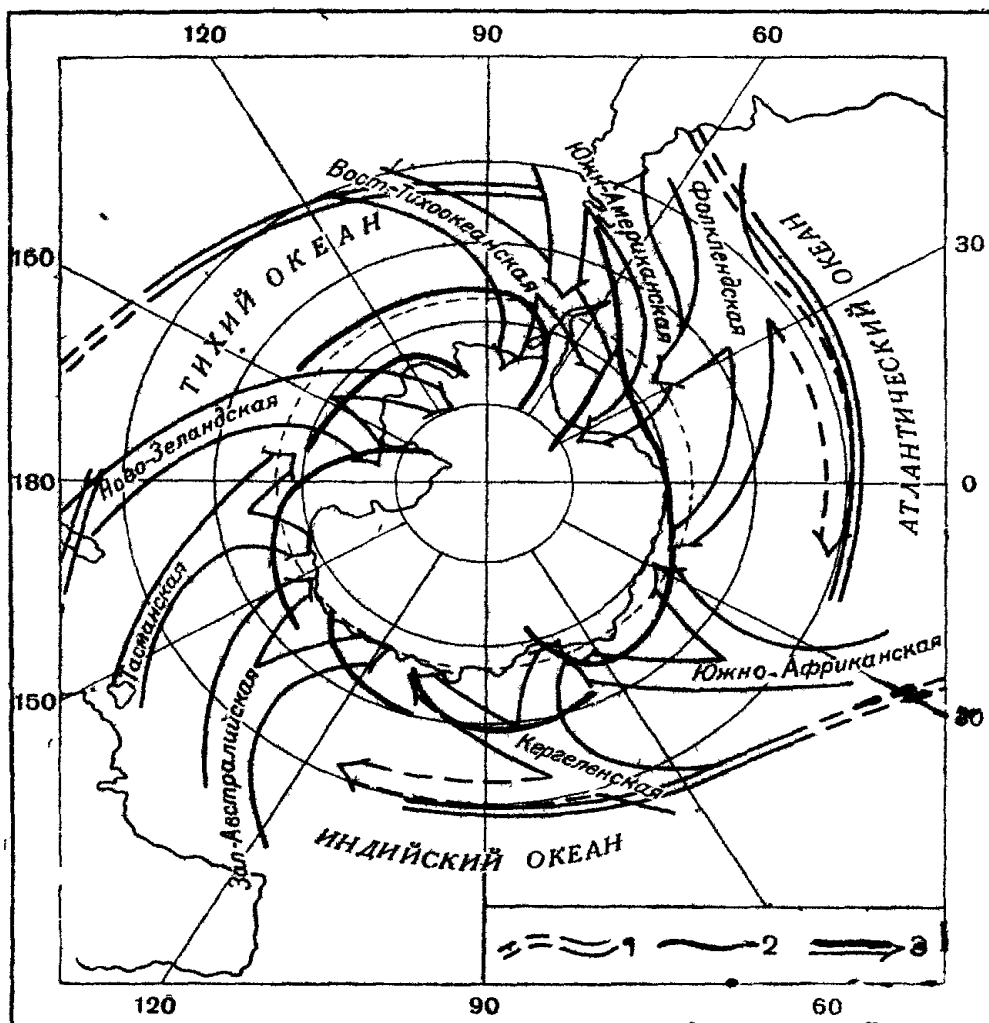 120 90 60
Вост-Тихоокеанская
Южн-Американская
Фолклендская
ТИХИЙ ОКЕАН
АТЛАНТИЧЕСКИЙ ОКЕАН
160
30
Ново-Зеландская
180
0
Тасманская
Южно-Африканская
150
30
Зап-Австралийская
Кергеленская
ИНДИЙСКИЙ ОКЕАН
1 2 3
120 90 60